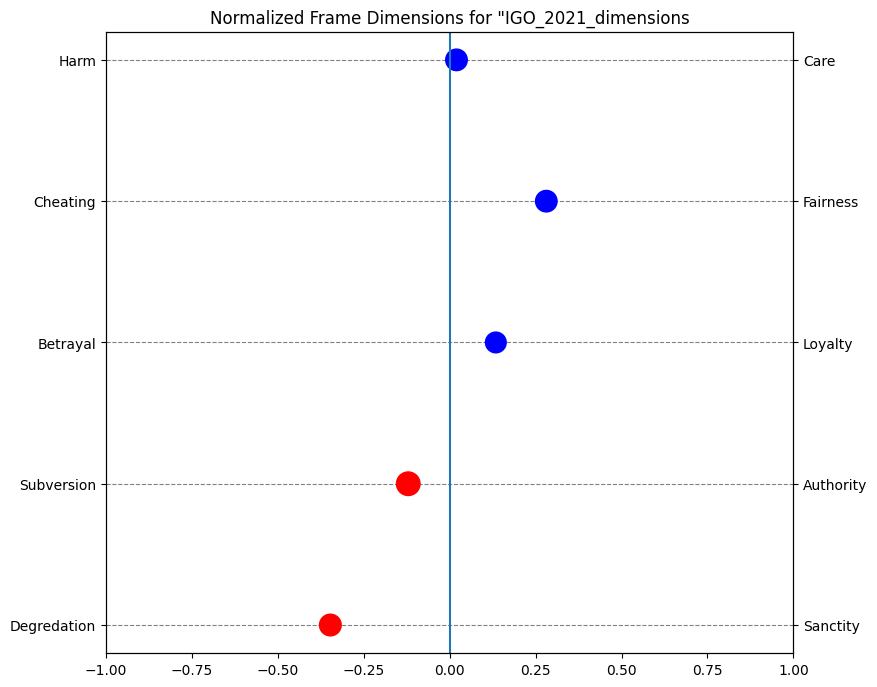 Normalized Frame Dimensions for "IGO_2021_dimensions
Harm Care
Cheating Fairness
Betrayal Loyalty
Subversion Authority
Degredation Sanctity
−1.00 −0.75 −0.50 −0.25 0.00 0.25 0.50 0.75 1.00